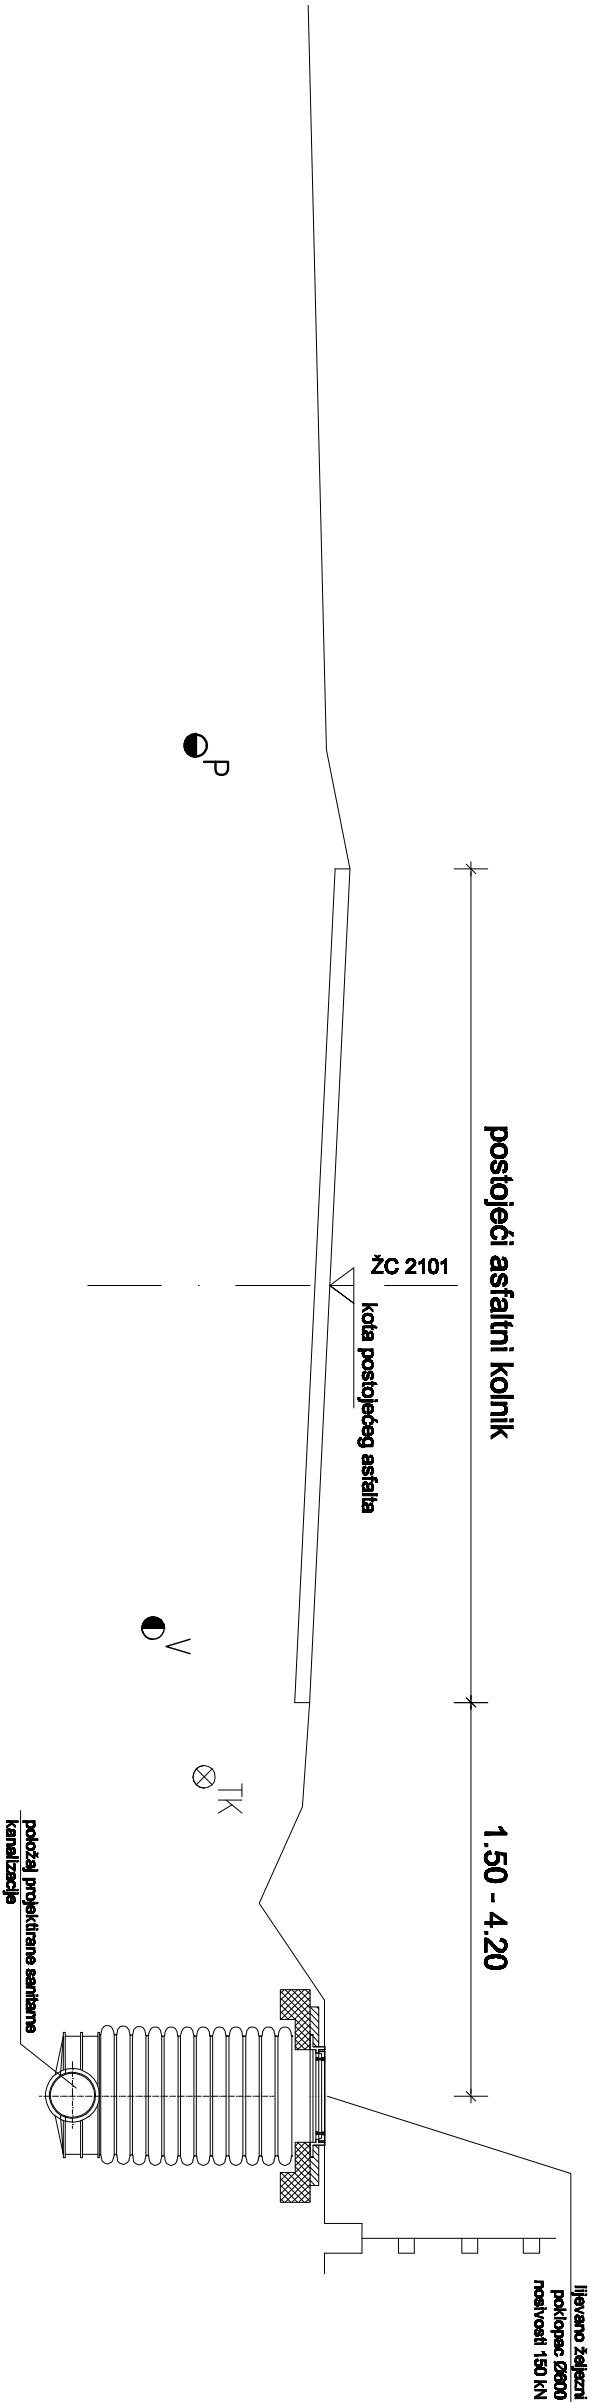 P
postojeći asfaltni kolnik
ŽC 2101
kota postojećeg asfalta
V
TK
1.50 - 4.20
položaj projektirane sanitarne
kanalizacije
lijevano željezni
poklopac Ø600
nosivosti 150 kN